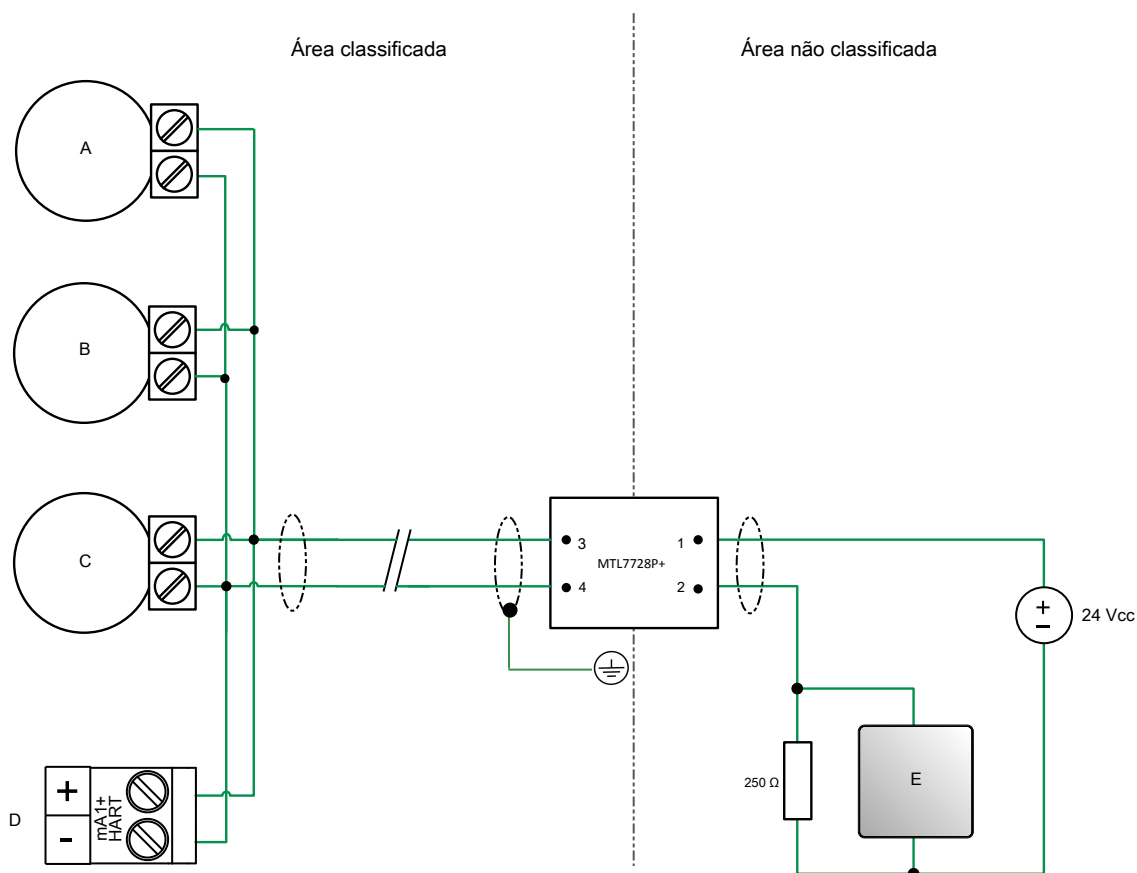 Área classificada
Área não classificada
A
B
C
3
4
MTL7728P+
1
2
+
-
24 Vcc
250 Ω
E
D
+
-
mA1+
HART